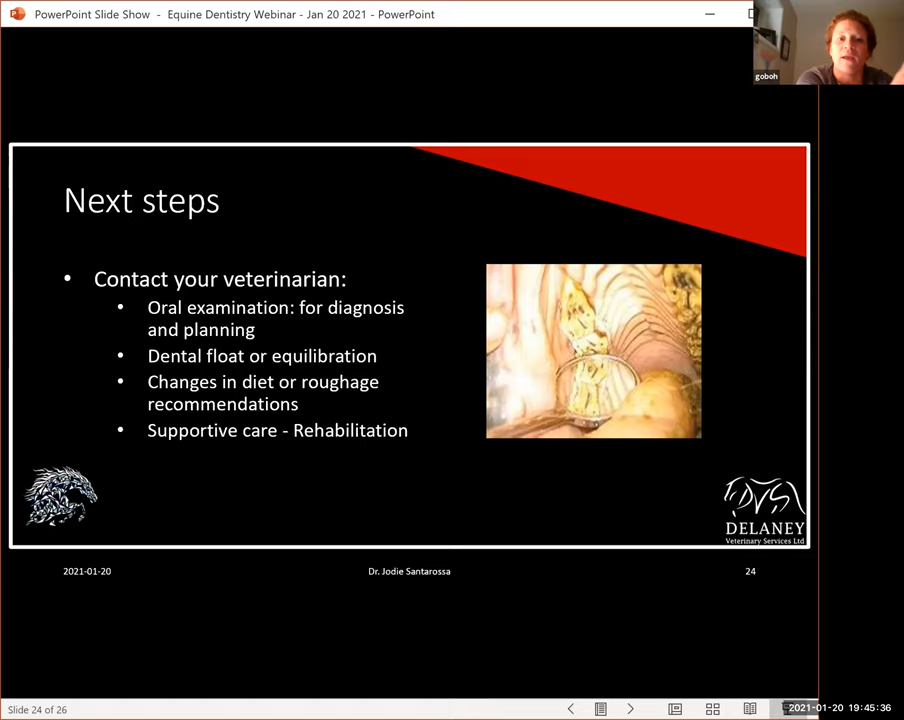 PowerPoint Slide Show - Equine Dentistry Webinar - Jan 20 2021 - PowerPoint
goboh
Next steps
• Contact your veterinarian:
• Oral examination: for diagnosis
and planning
• Dental float or equilibration
• Changes in diet or roughage
recommendations
• Supportive care - Rehabilitation
DVS
DELANEY
Veterinary Services Ltd
2021-01-20
Dr. Jodie Santarossa
24
Slide 24 of 26
2021-01-20 19:45:36